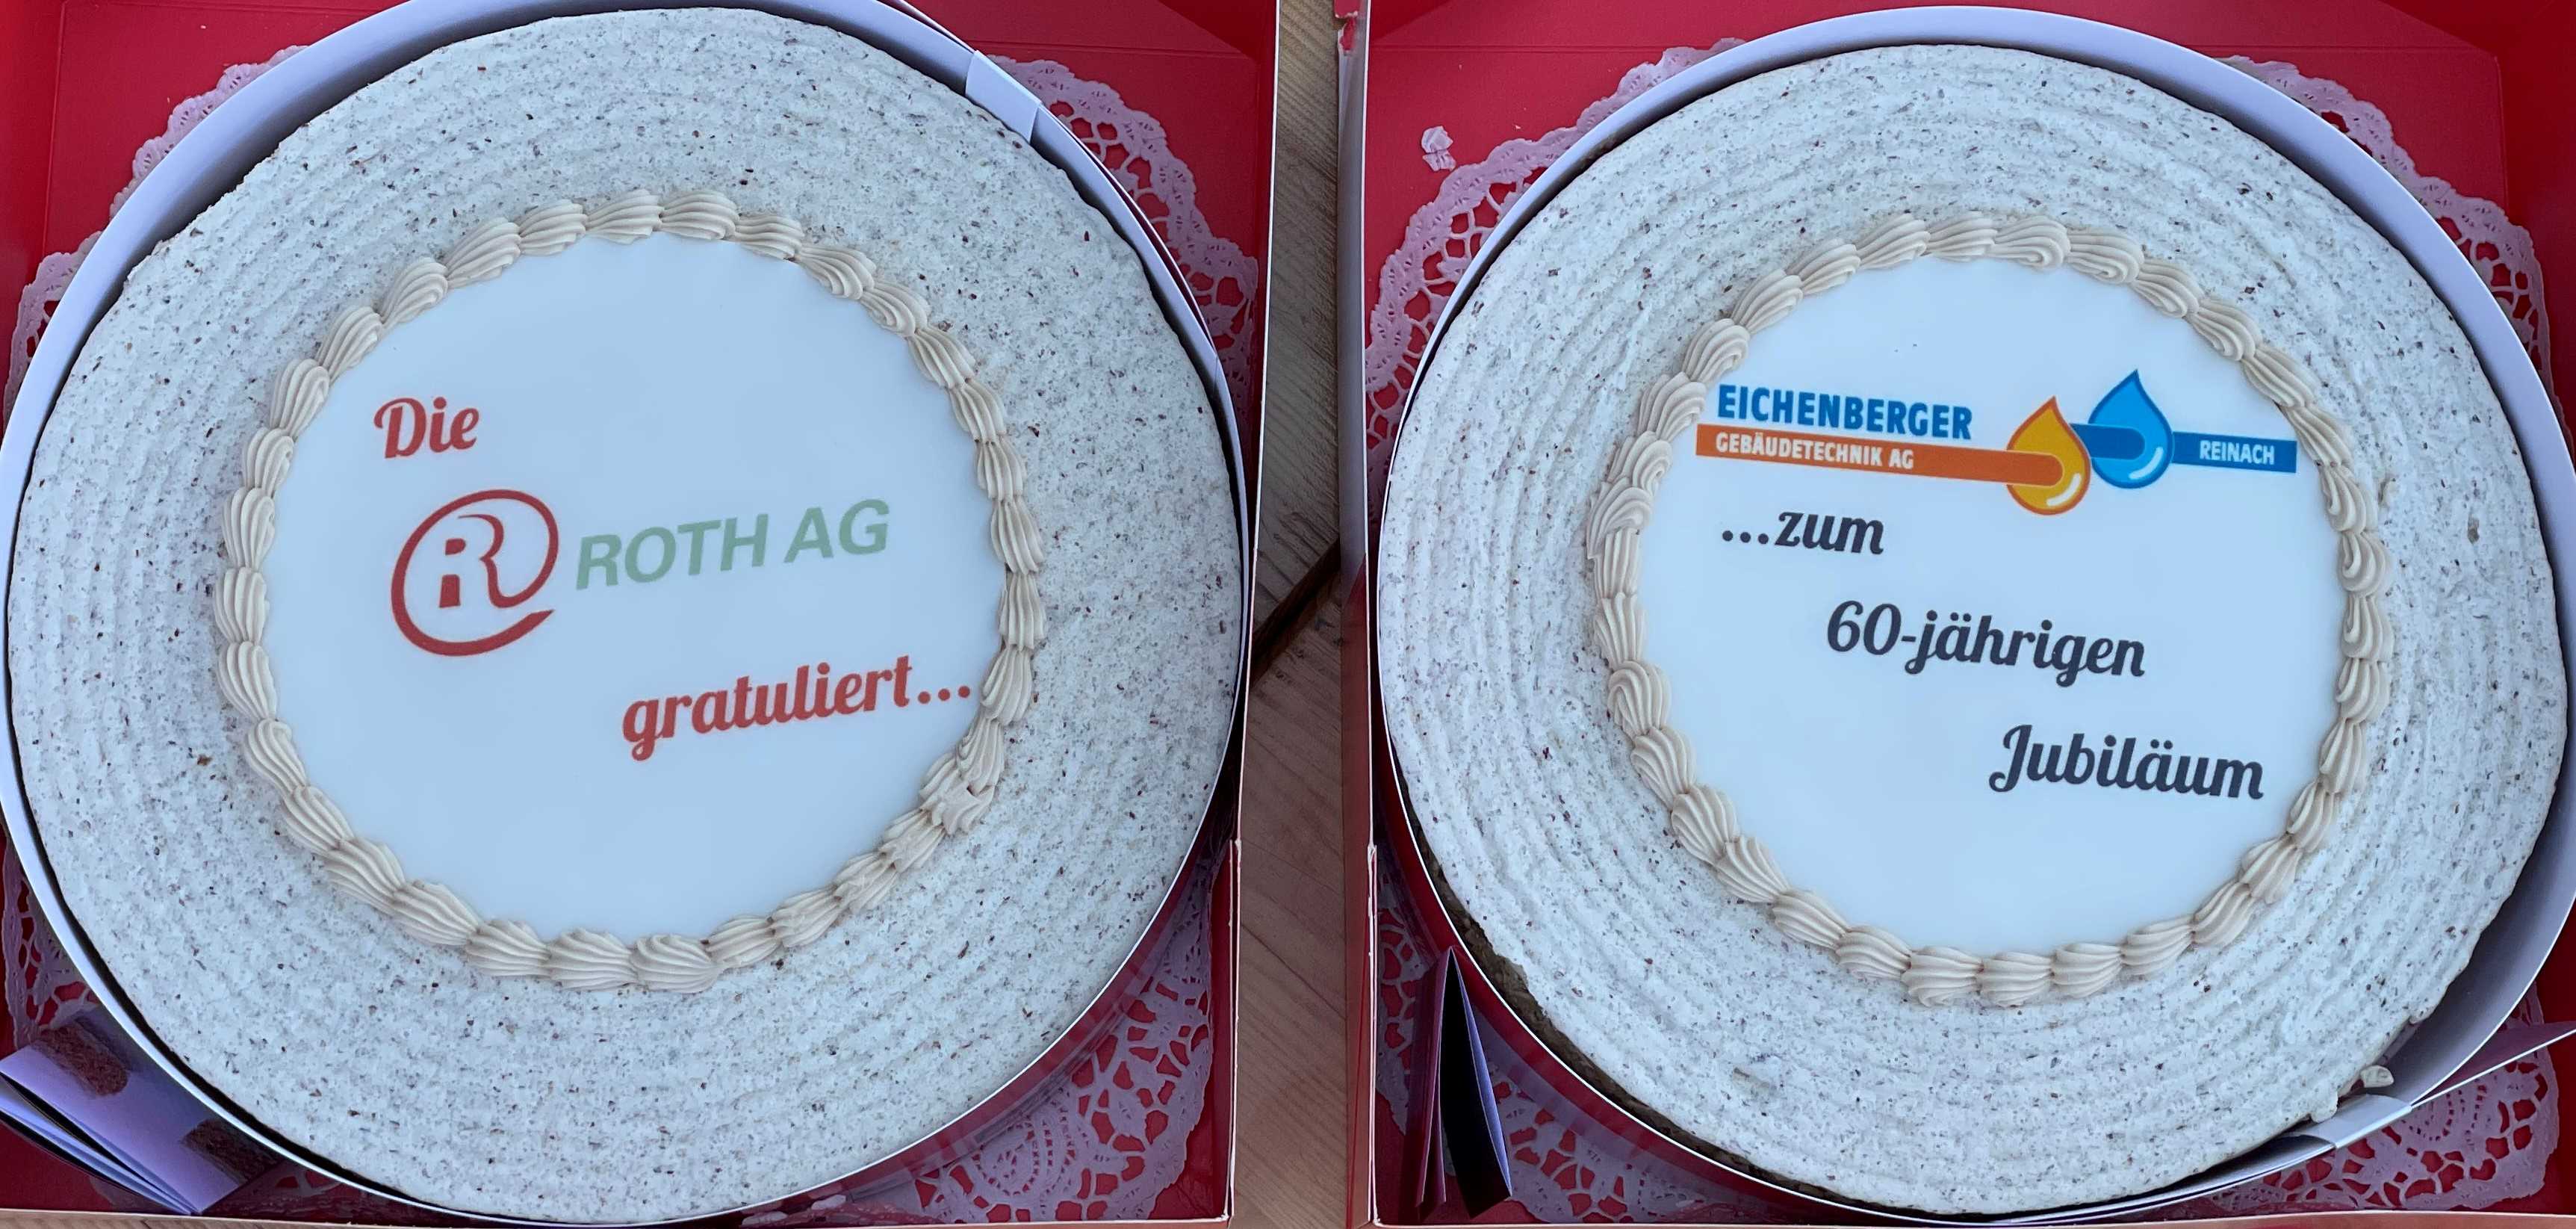 Die
R ROTH AG
gratuliert...
EICHENBERGER
GEBÄUDETECHNIK AG
REINACH
...zum
60-jährigen
Jubiläum